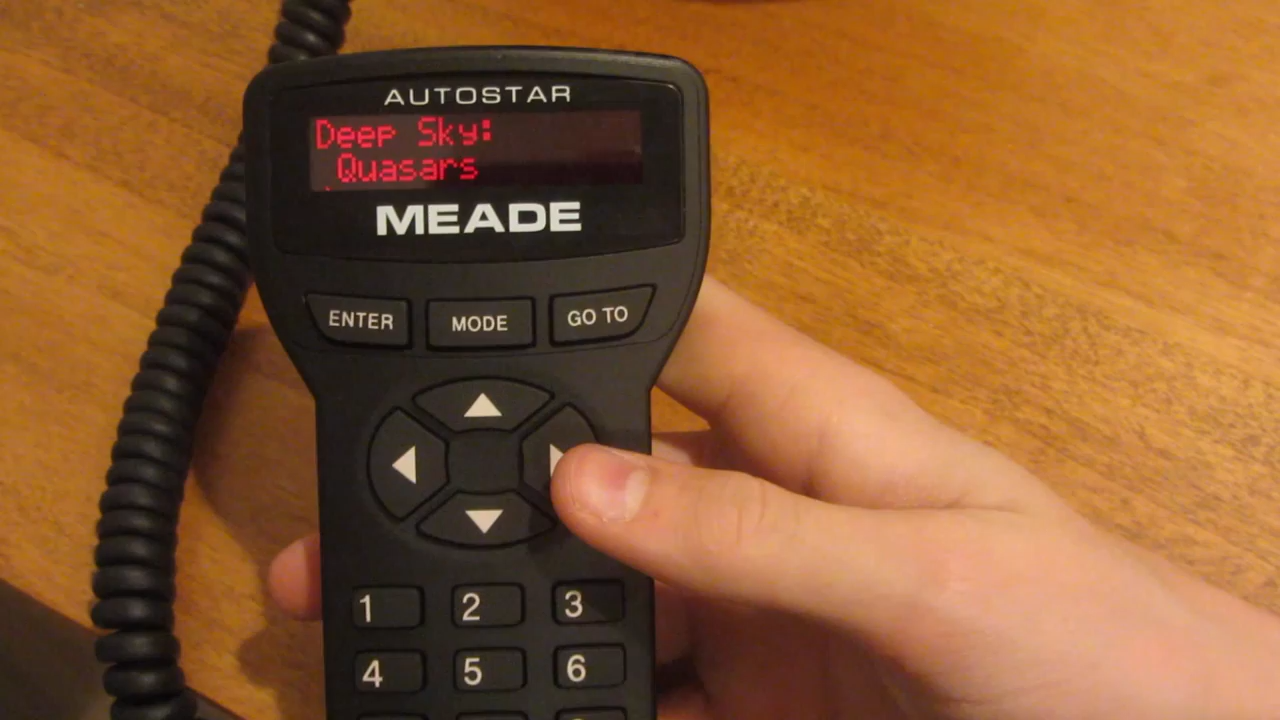 AUTOSTAR
Deep Sky:
Quasars
MEADE
ENTER MODE GO TO
1 2 3
4 5 6